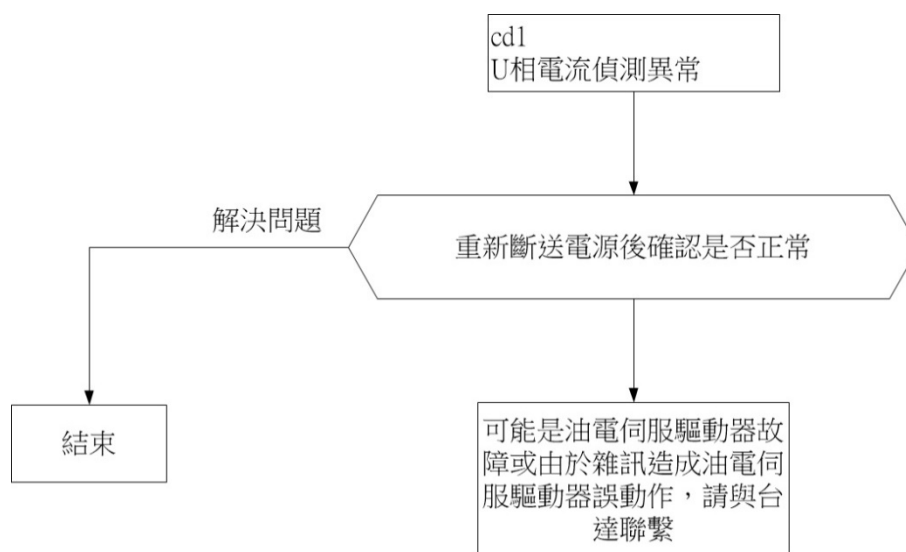 cd1
U相電流偵測異常
解決問題
重新斷送電源後確認是否正常
結束
可能是油電伺服驅動器故
障或由於雜訊造成油電伺
服驅動器誤動作，請與台
達聯繫